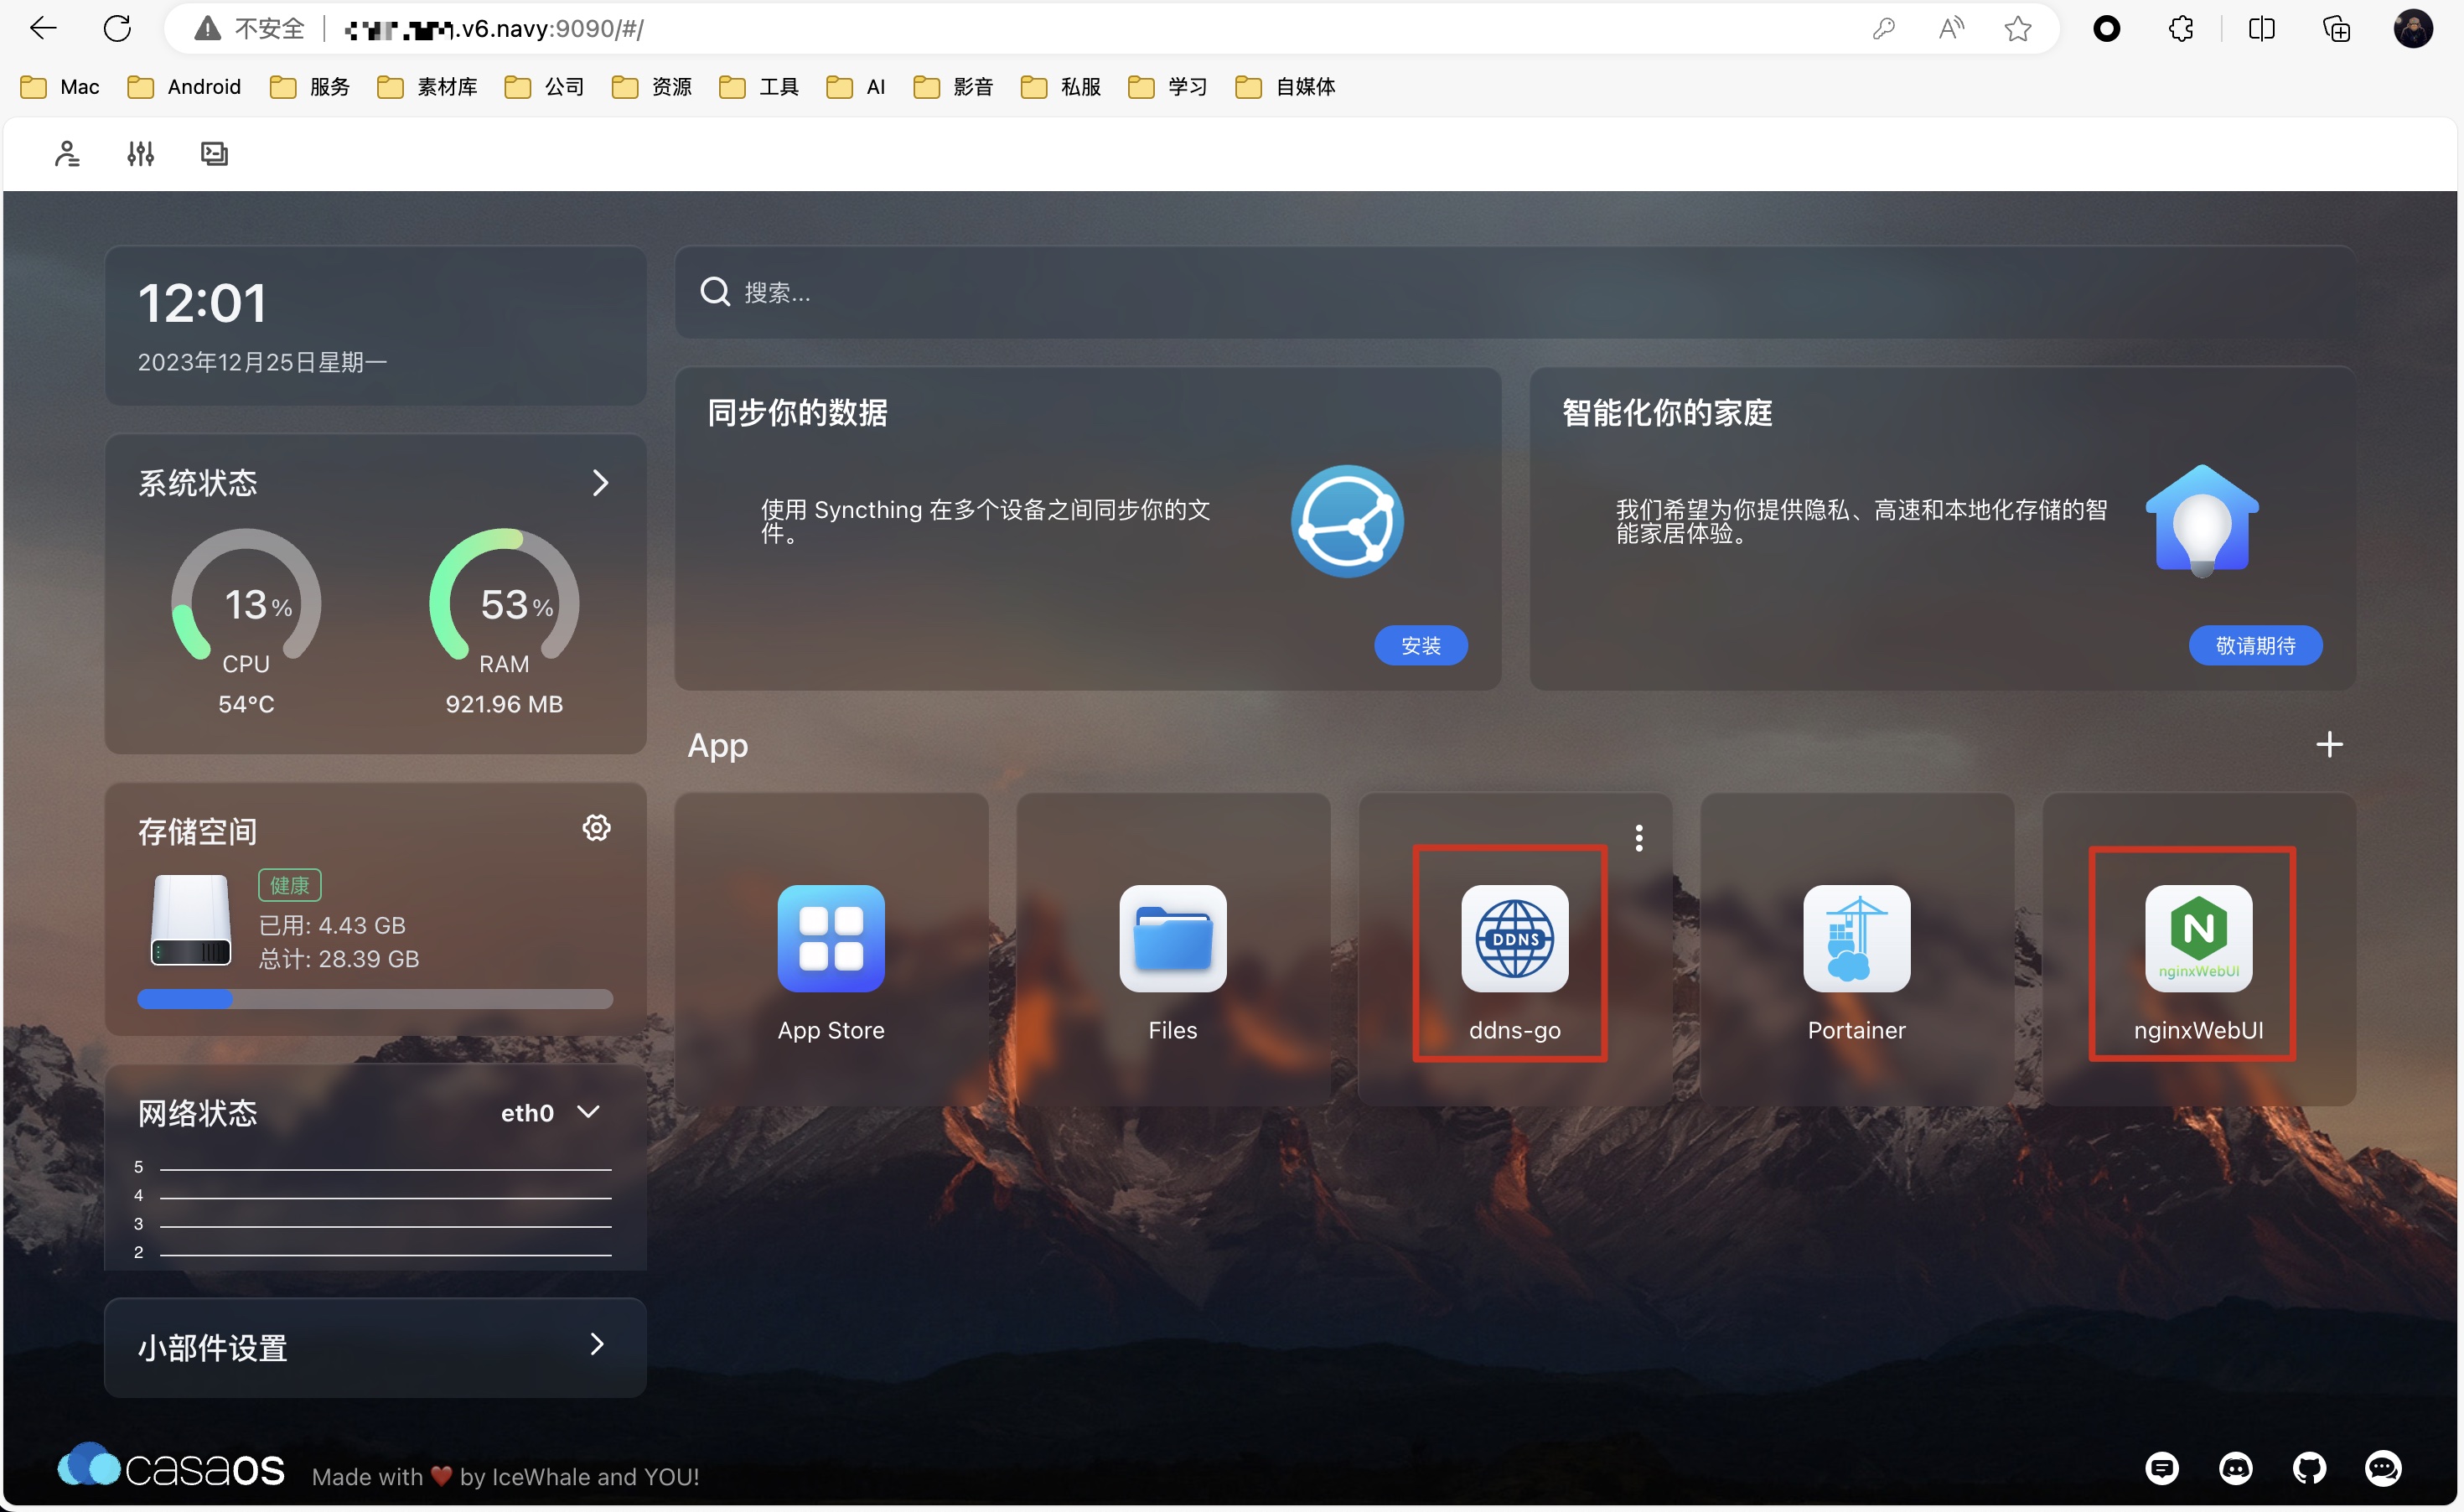 不安全
.v6.navy:9090/#/
Mac
Android
服务
素材库
公司
资源
工具
AI
影音
私服
学习
自媒体
12:01
2023年12月25日星期一
搜索...
系统状态
13%
CPU
54°C
53%
RAM
921.96 MB
同步你的数据
使用 Syncthing 在多个设备之间同步你的文
件。
安装
智能化你的家庭
我们希望为你提供隐私、高速和本地化存储的智
能家居体验。
敬请期待
存储空间
健康
已用: 4.43 GB
总计: 28.39 GB
App
App Store
Files
DDNS
ddns-go
Portainer
N
nginxWebUI
nginxWebUI
网络状态
eth0
5
4
3
2
小部件设置
casaOS
Made with ❤️ by IceWhale and YOU!